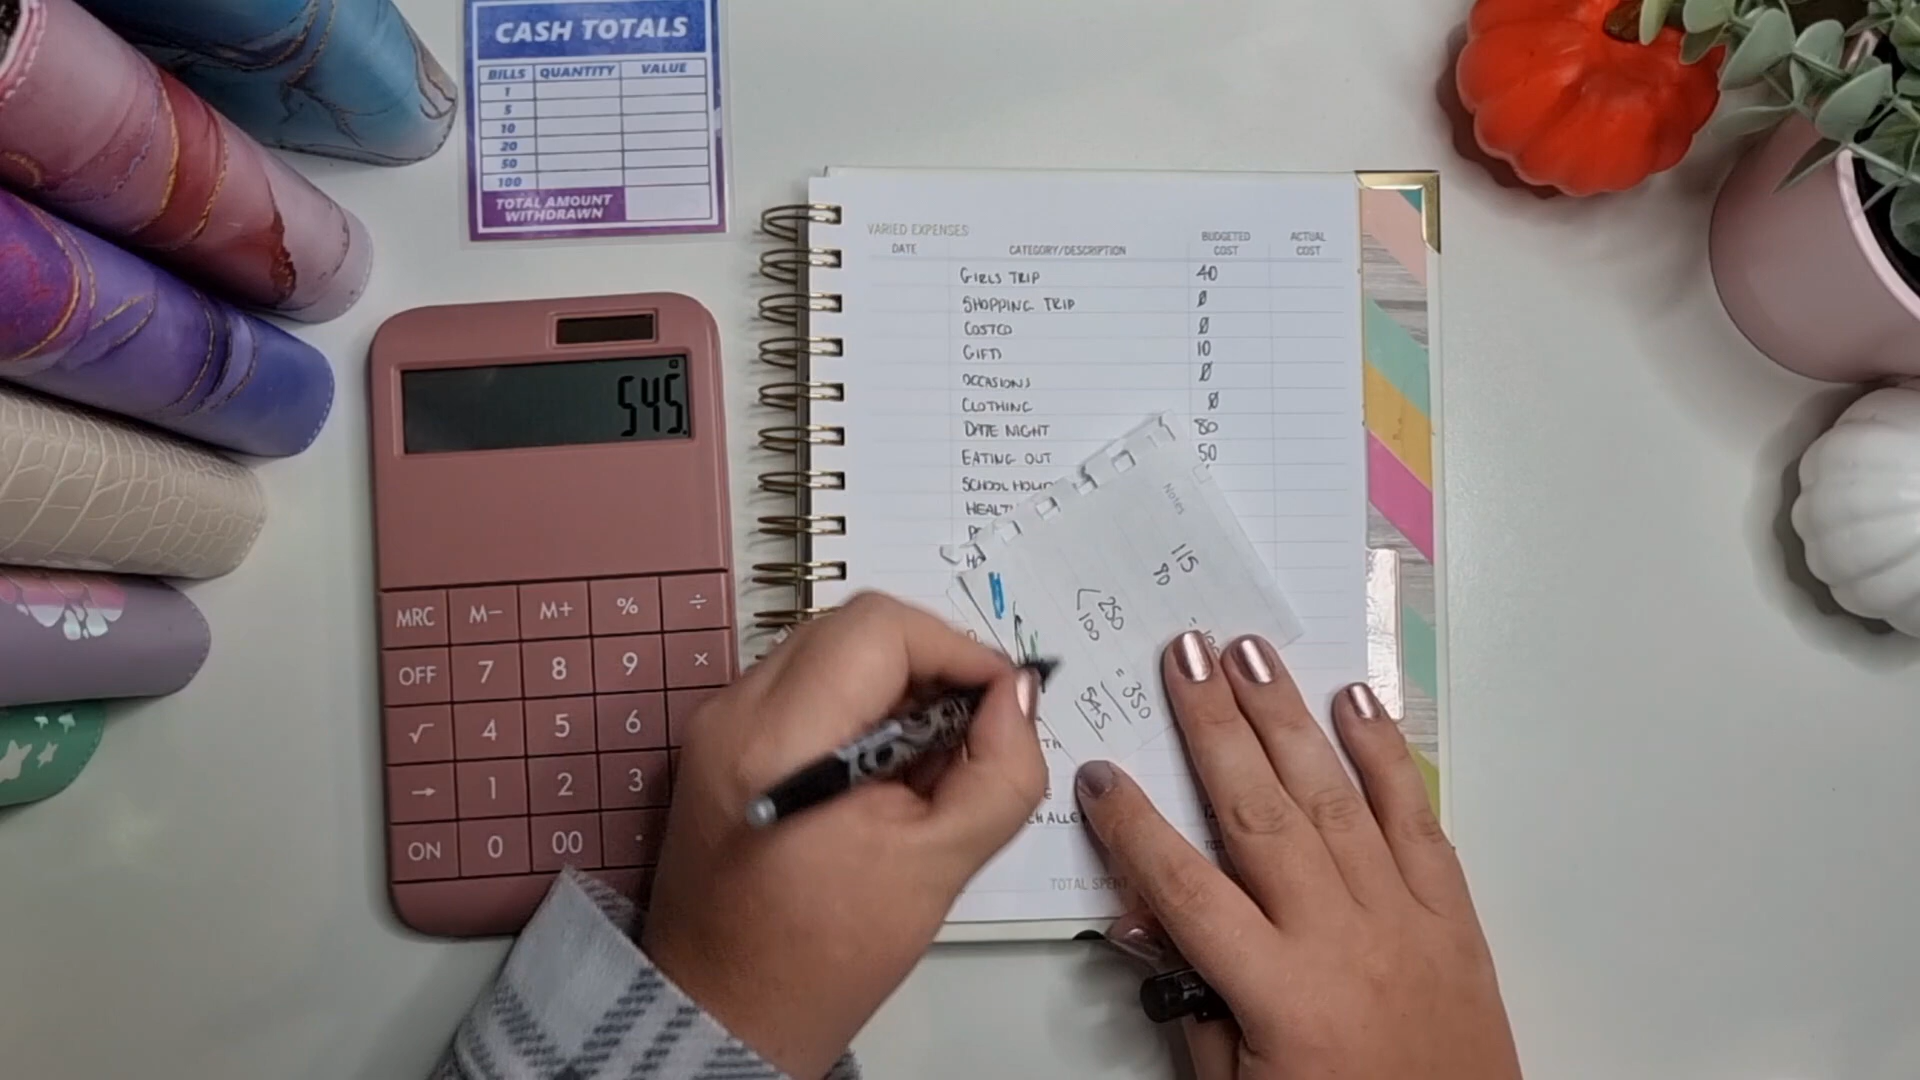 CASH TOTALS
BILLS QUANTITY VALUE
1
5
10
20
50
100
TOTAL AMOUNT
WITHDRAWN
545.
MRC M− M+ % ÷
OFF 7 8 9 ×
√ 4 5 6
→ 1 2 3
ON 0 00 .
VARIED EXPENSES
DATE CATEGORY/DESCRIPTION BUDGETED COST ACTUAL COST
GIRLS TRIP 40
SHOPPING TRIP Ø
COSTCO Ø
GIFTS 10
OCCASIONS Ø
CLOTHING Ø
DATE NIGHT 80
EATING OUT 50
SCHOOL
TOTAL SPENT
Notes
115
80
250
< 100
= 350
545